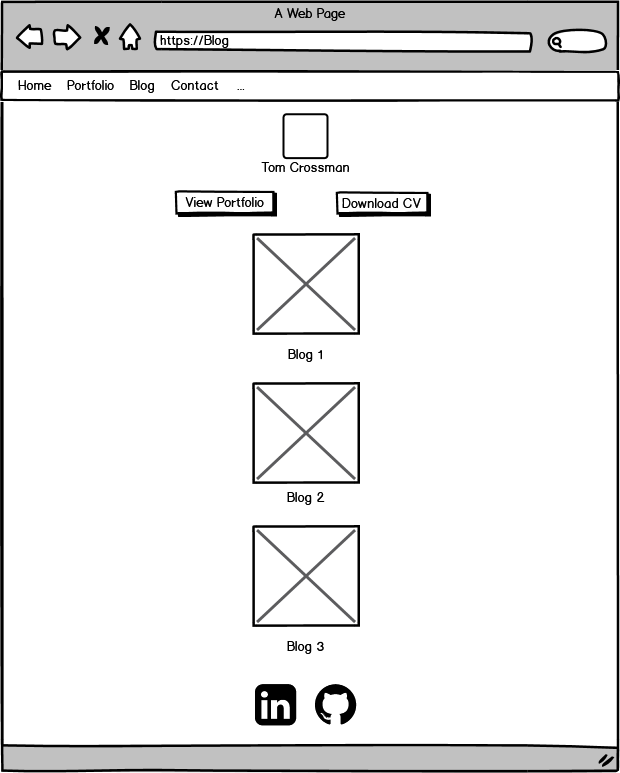 A Web Page
https://Blog
Home Portfolio Blog Contact ...
Tom Crossman
View Portfolio Download CV
Blog 1
Blog 2
Blog 3
in